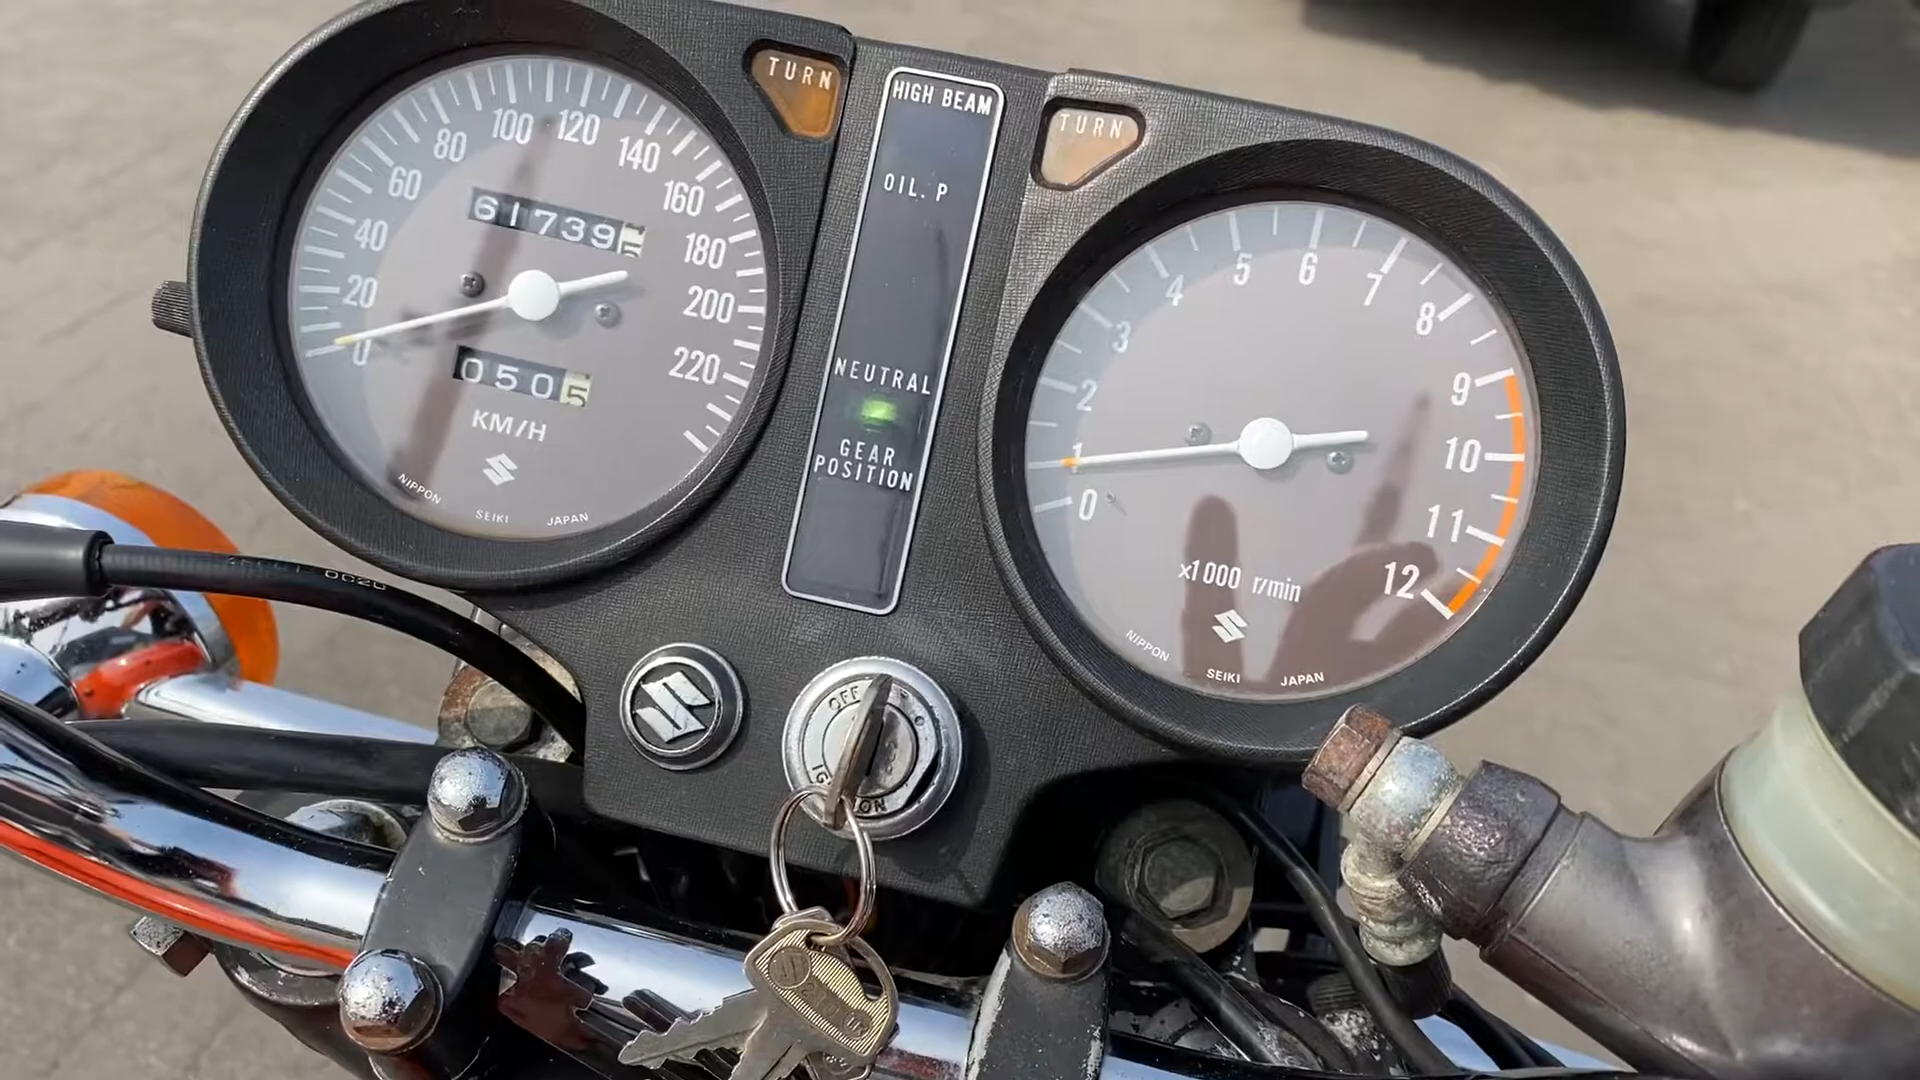 20
40
60
80
100
120
140
160
180
200
220
0
61739
0505
KM/H
NIPPON
SEIKI
JAPAN
TURN
HIGH BEAM
OIL. P
NEUTRAL
GEAR
POSITION
TURN
0
1
2
3
4
5
6
7
8
9
10
11
12
x1000 r/min
NIPPON
SEIKI
JAPAN
OFF
ON